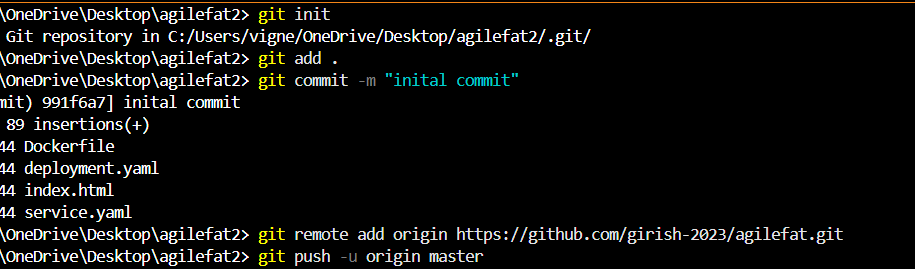 \OneDrive\Desktop\agilefat2> git init
Git repository in C:/Users/vigne/OneDrive/Desktop/agilefat2/.git/
\OneDrive\Desktop\agilefat2> git add .
\OneDrive\Desktop\agilefat2> git commit -m "inital commit"
mit) 991f6a7] inital commit
89 insertions(+)
44 Dockerfile
44 deployment.yaml
44 index.html
44 service.yaml
\OneDrive\Desktop\agilefat2> git remote add origin https://github.com/girish-2023/agilefat.git
\OneDrive\Desktop\agilefat2> git push -u origin master